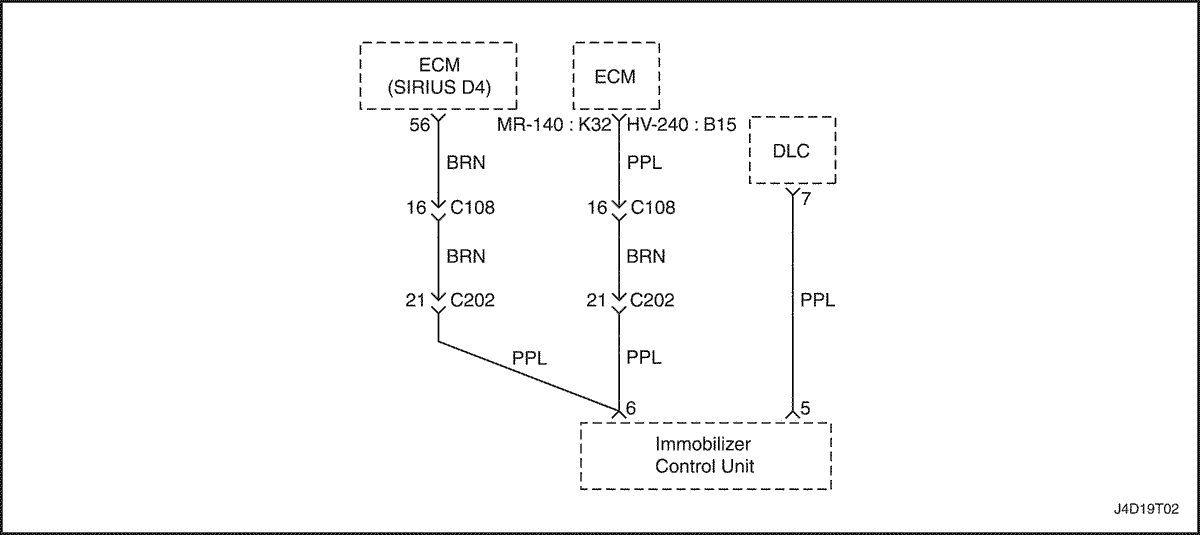 ECM
(SIRIUS D4)
ECM
56
MR-140 : K32
HV-240 : B15
DLC
BRN
PPL
7
16 C108
16 C108
BRN
BRN
21 C202
21 C202
PPL
PPL
PPL
6
5
Immobilizer
Control Unit
J4D19T02